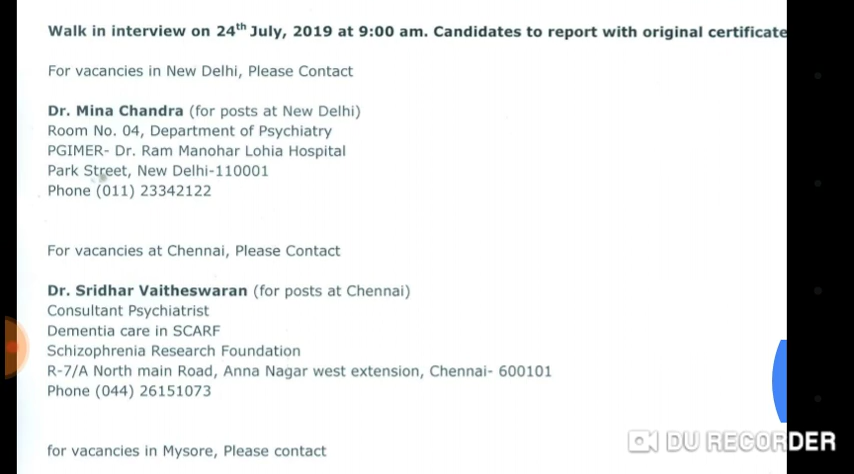 Walk in interview on 24th July, 2019 at 9:00 am. Candidates to report with original certificate
For vacancies in New Delhi, Please Contact
Dr. Mina Chandra (for posts at New Delhi)
Room No. 04, Department of Psychiatry
PGIMER- Dr. Ram Manohar Lohia Hospital
Park Street, New Delhi-110001
Phone (011) 23342122
For vacancies at Chennai, Please Contact
Dr. Sridhar Vaitheswaran (for posts at Chennai)
Consultant Psychiatrist
Dementia care in SCARF
Schizophrenia Research Foundation
R-7/A North main Road, Anna Nagar west extension, Chennai- 600101
Phone (044) 26151073
for vacancies in Mysore, Please contact
DU RECORDER